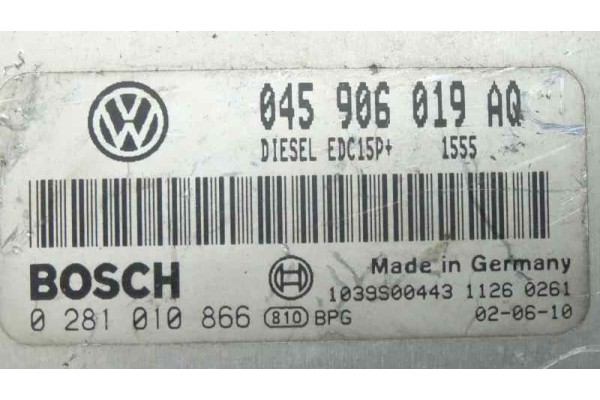 045 906 019 AQ
DIESEL EDC15P+ 1555
BOSCH
Made in Germany
1039S00443 1126 0261
0 281 010 866 810 BPG 02-06-10